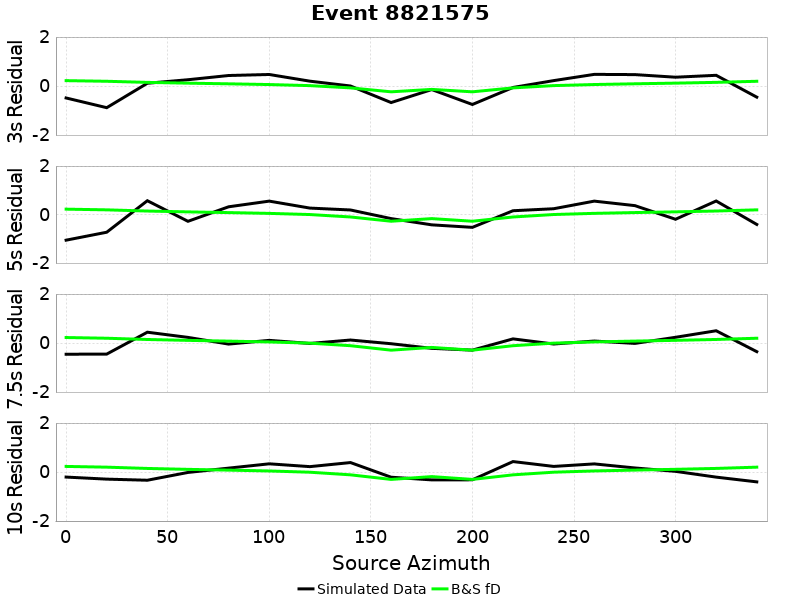 Event 8821575
3s Residual
2
0
-2
5s Residual
2
0
-2
7.5s Residual
2
0
-2
10s Residual
2
0
-2
0 50 100 150 200 250 300
Source Azimuth
Simulated Data B&S fD